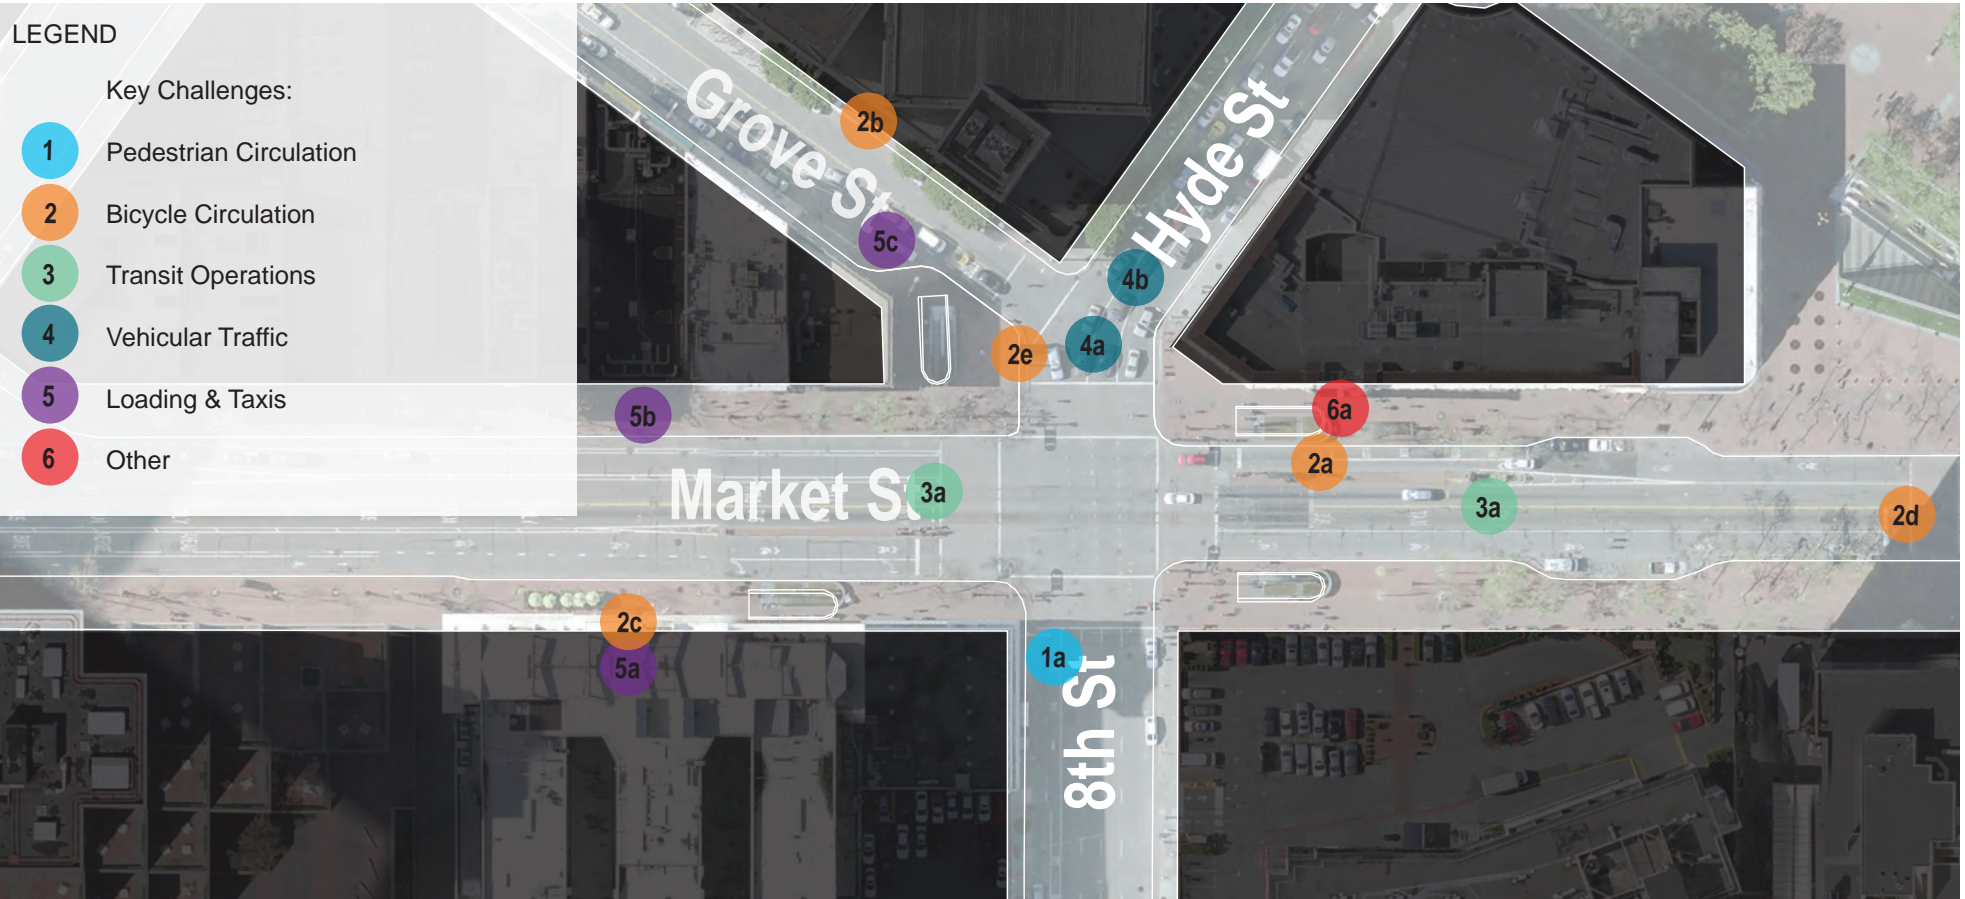 LEGEND
Key Challenges:
1 Pedestrian Circulation
2 Bicycle Circulation
3 Transit Operations
4 Vehicular Traffic
5 Loading & Taxis
6 Other
Grove St
Hyde St
2b
5c
4b
2e
4a
5b
6a
2a
Market St
3a
3a
2d
2c
5a
1a
8th St